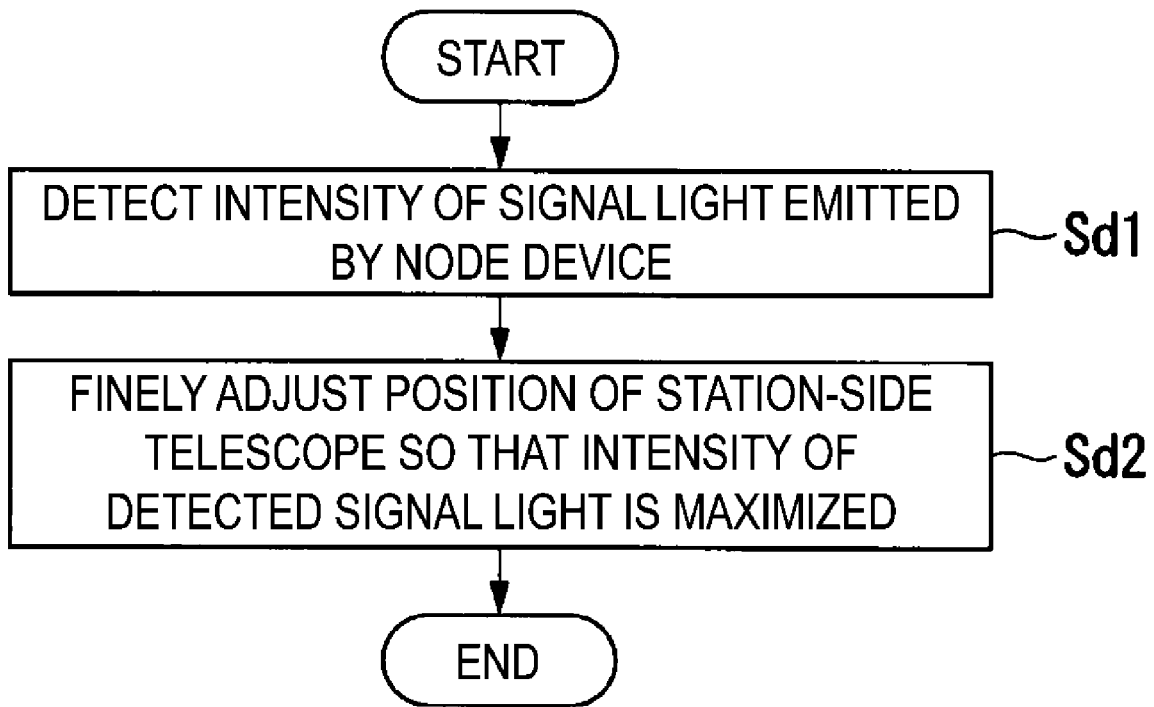 START
DETECT INTENSITY OF SIGNAL LIGHT EMITTED
BY NODE DEVICE
Sd1
FINELY ADJUST POSITION OF STATION-SIDE
TELESCOPE SO THAT INTENSITY OF
DETECTED SIGNAL LIGHT IS MAXIMIZED
Sd2
END